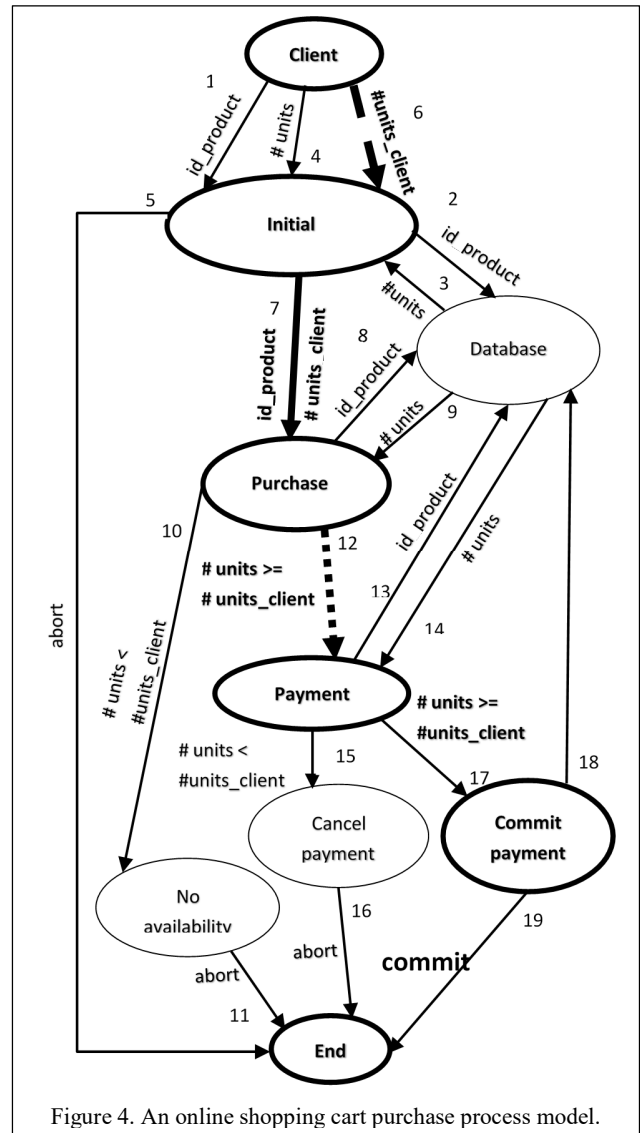 Client
1
6
id_product
# units
#units_client
4
5
2
Initial
id_product
3
#units
7
8
id_product
# units_client
id_product
Database
# units
9
Purchase
10
12
# units >=
# units_client
id_product
# units
13
14
abort
# units <
#units_client
Payment
# units >=
#units_client
# units <
#units_client
15
17
18
Cancel
payment
Commit
payment
No
availability
16
19
abort
commit
abort
11
End
Figure 4. An online shopping cart purchase process model.